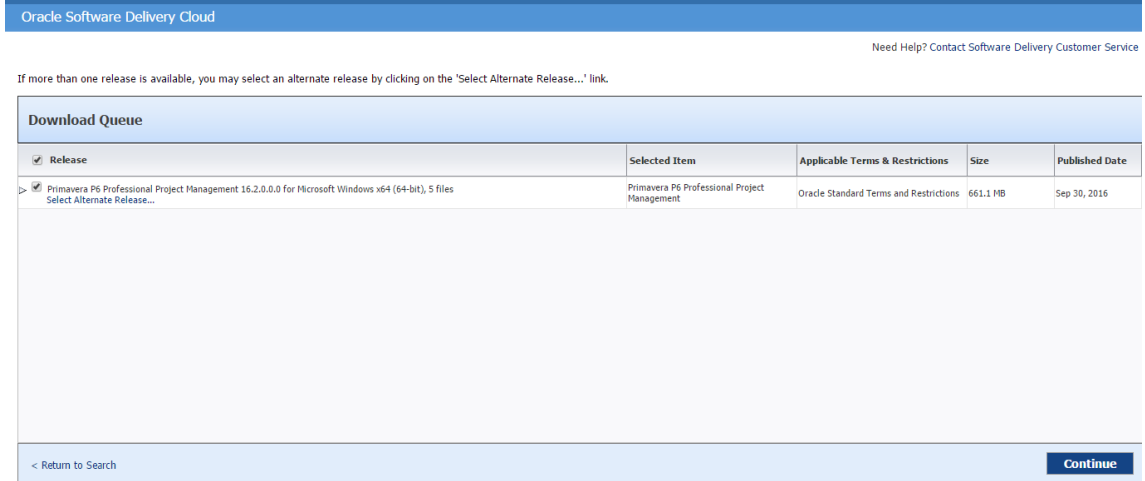 Oracle Software Delivery Cloud
Need Help? Contact Software Delivery Customer Service
If more than one release is available, you may select an alternate release by clicking on the 'Select Alternate Release...' link.
Download Queue
Release Selected Item Applicable Terms & Restrictions Size Published Date
Primavera P6 Professional Project Management 16.2.0.0.0 for Microsoft Windows x64 (64-bit), 5 files Primavera P6 Professional Project Oracle Standard Terms and Restrictions 661.1 MB Sep 30, 2016
Select Alternate Release... Management
< Return to Search Continue